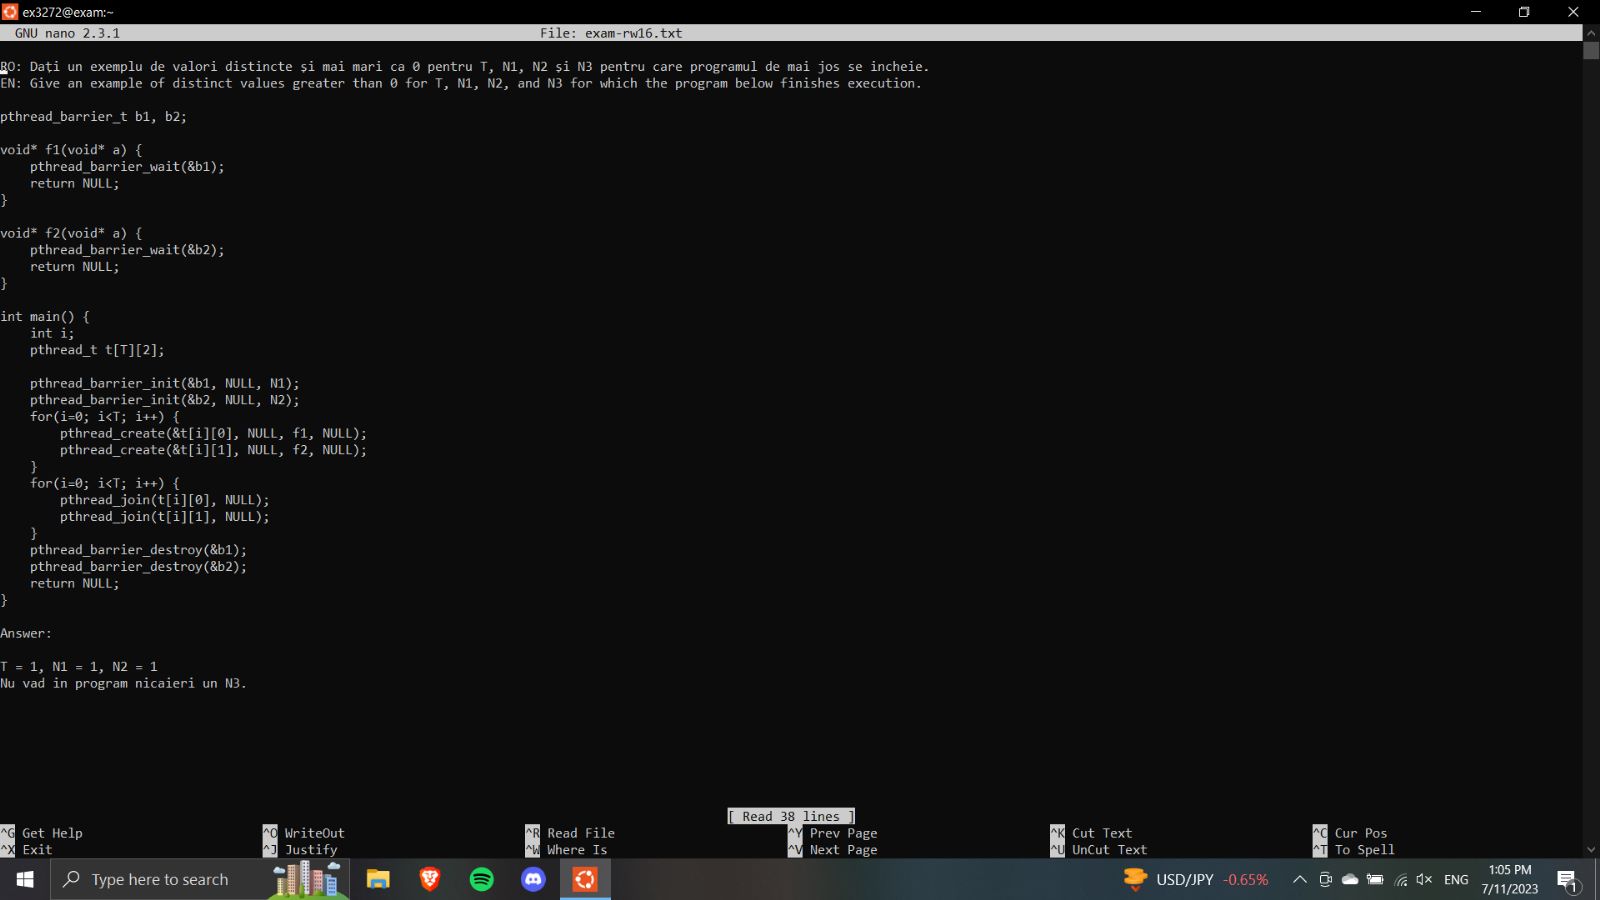 ex3272@exam:~
GNU nano 2.3.1 File: exam-rw16.txt
RO: Dați un exemplu de valori distincte și mai mari ca 0 pentru T, N1, N2 și N3 pentru care programul de mai jos se incheie.
EN: Give an example of distinct values greater than 0 for T, N1, N2, and N3 for which the program below finishes execution.
pthread_barrier_t b1, b2;
void* f1(void* a) {
    pthread_barrier_wait(&b1);
    return NULL;
}
void* f2(void* a) {
    pthread_barrier_wait(&b2);
    return NULL;
}
int main() {
    int i;
    pthread_t t[T][2];
    pthread_barrier_init(&b1, NULL, N1);
    pthread_barrier_init(&b2, NULL, N2);
    for(i=0; i<T; i++) {
        pthread_create(&t[i][0], NULL, f1, NULL);
        pthread_create(&t[i][1], NULL, f2, NULL);
    }
    for(i=0; i<T; i++) {
        pthread_join(t[i][0], NULL);
        pthread_join(t[i][1], NULL);
    }
    pthread_barrier_destroy(&b1);
    pthread_barrier_destroy(&b2);
    return NULL;
}
Answer:
T = 1, N1 = 1, N2 = 1
Nu vad in program nicaieri un N3.
[ Read 38 lines ]
^G Get Help ^O WriteOut ^R Read File ^Y Prev Page ^K Cut Text ^C Cur Pos
^X Exit ^J Justify ^W Where Is ^V Next Page ^U UnCut Text ^T To Spell
Type here to search USD/JPY -0.65% ENG 1:05 PM
7/11/2023 1